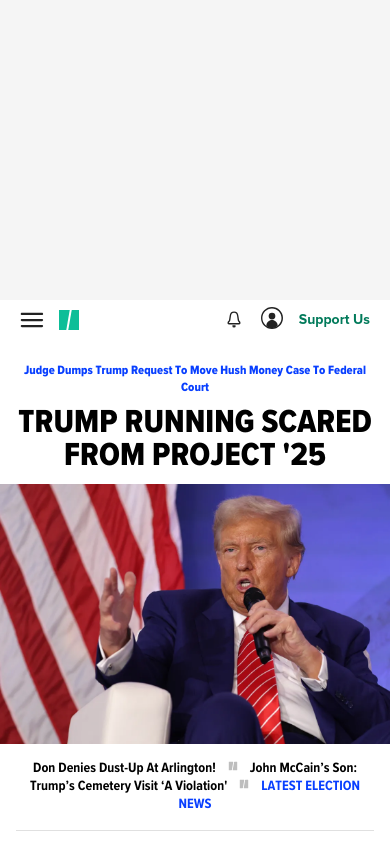 Support Us
Judge Dumps Trump Request To Move Hush Money Case To Federal
Court
TRUMP RUNNING SCARED
FROM PROJECT '25
Don Denies Dust-Up At Arlington! John McCain’s Son:
Trump’s Cemetery Visit ‘A Violation’ LATEST ELECTION
NEWS